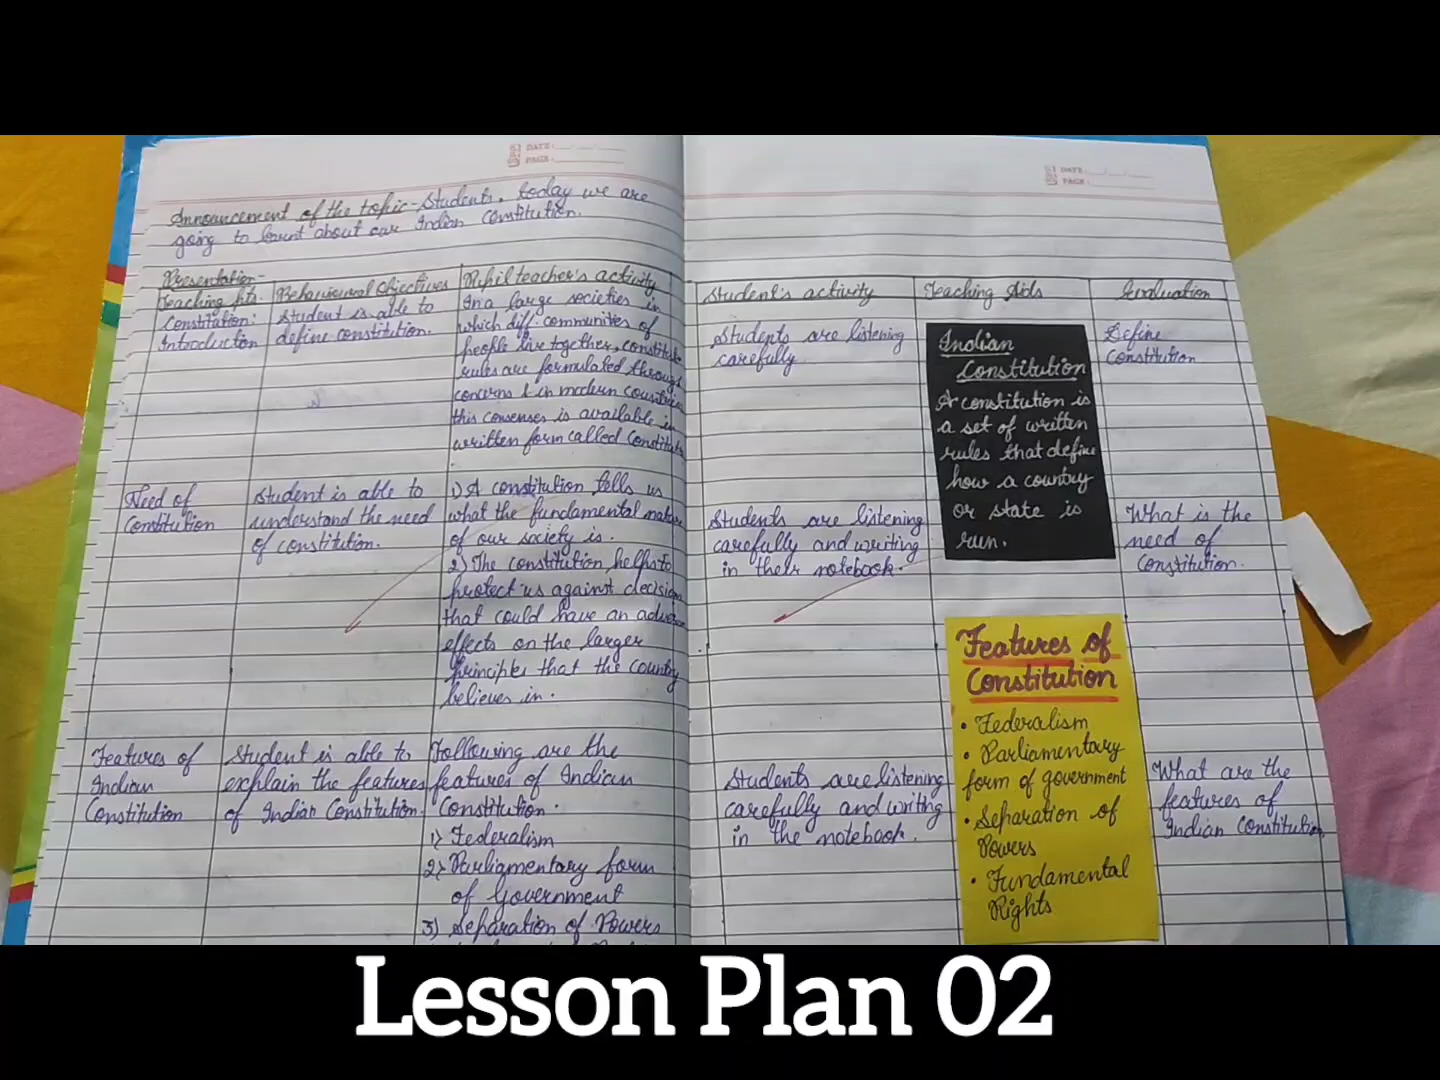 DATE:
PAGE:
Announcement of the topic - Students, today we are
going to learnt about our Indian Constitution.
Presentation-
Teaching pts.
Behavioural Objectives
Pupil teacher's activity
Constitution:
Introduction
Student is able to
define constitution.
In a large societies in
which diff. communities of
people live together, constitute
rules are formulated through
concerns & in modern countries
this consenses is available in
written form called Constitut
Need of
Constitution
Student is able to
understand the need
of constitution.
1) A constitution tells us
what the fundamental nature
of our society is.
2) The constitution helps to
protect us against decision
that could have an adverse
effects on the larger
principles that the country
believes in.
Features of
Indian
Constitution
Student is able to
explain the features
of Indian Constitution.
Following are the
features of Indian
Constitution.
1) Federalism
2) Parliamentary form
of Government
3) Separation of Powers
DATE:
PAGE:
Student's activity
Teaching Aids
Evaluation
Students are listening
carefully
Indian
Constitution
A constitution is
a set of written
rules that define
how a country
or state is
run.
Define
Constitution
Students are listening
carefully and writing
in their notebook.
What is the
need of
Constitution.
Students are listening
carefully and writing
in the notebook.
Features of
Constitution
• Federalism
• Parliamentary
form of government
• Separation of
Powers
• Fundamental
Rights
What are the
features of
Indian Constitution
Lesson Plan 02